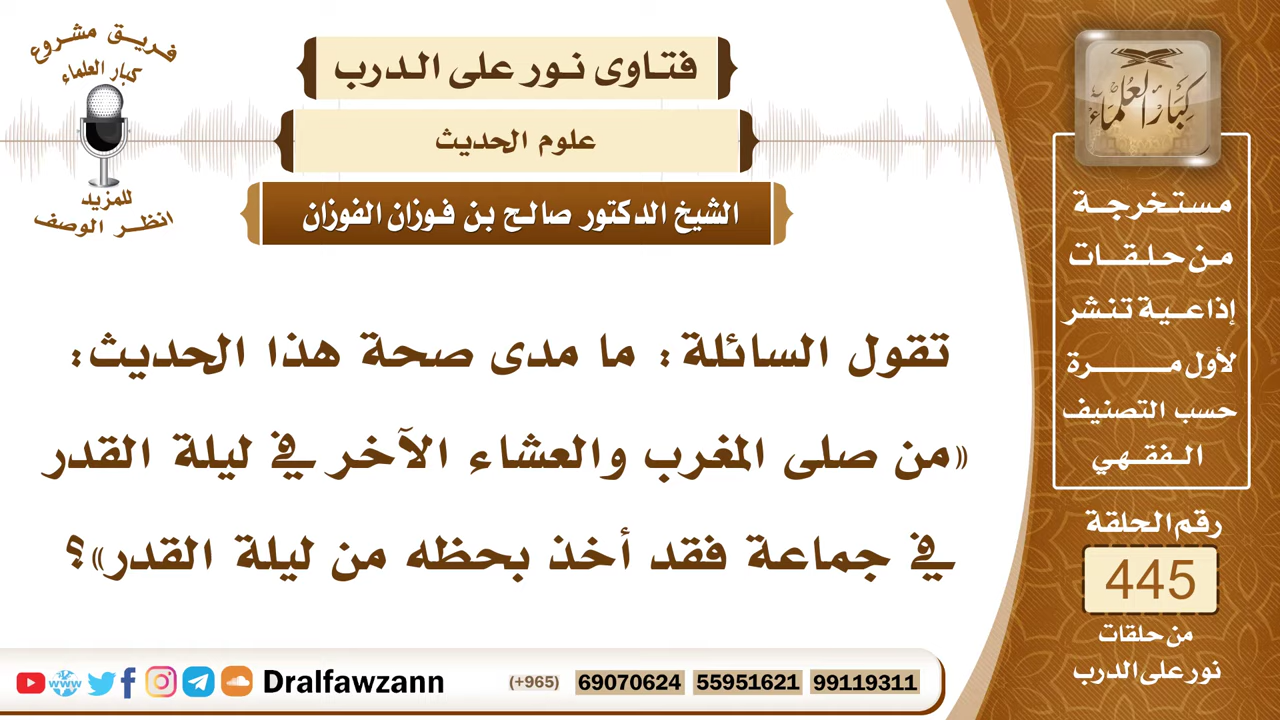 فريق مشروع
كبار العلماء
للمزيد
انظر الوصف
فتاوى نور على الدرب
علوم الحديث
الشيخ الدكتور صالح بن فوزان الفوزان
تقول السائلة: ما مدى صحة هذا الحديث:
«من صلى المغرب والعشاء الآخر في ليلة القدر
في جماعة فقد أخذ بحظه من ليلة القدر»؟
كبار العلماء
مستخرجة
من حلقات
إذاعية تنشر
لأول مرة
حسب التصنيف
الفقهي
رقم الحلقة
445
من حلقات
نور على الدرب
www Dralfawzann (+965) 69070624 55951621 99119311